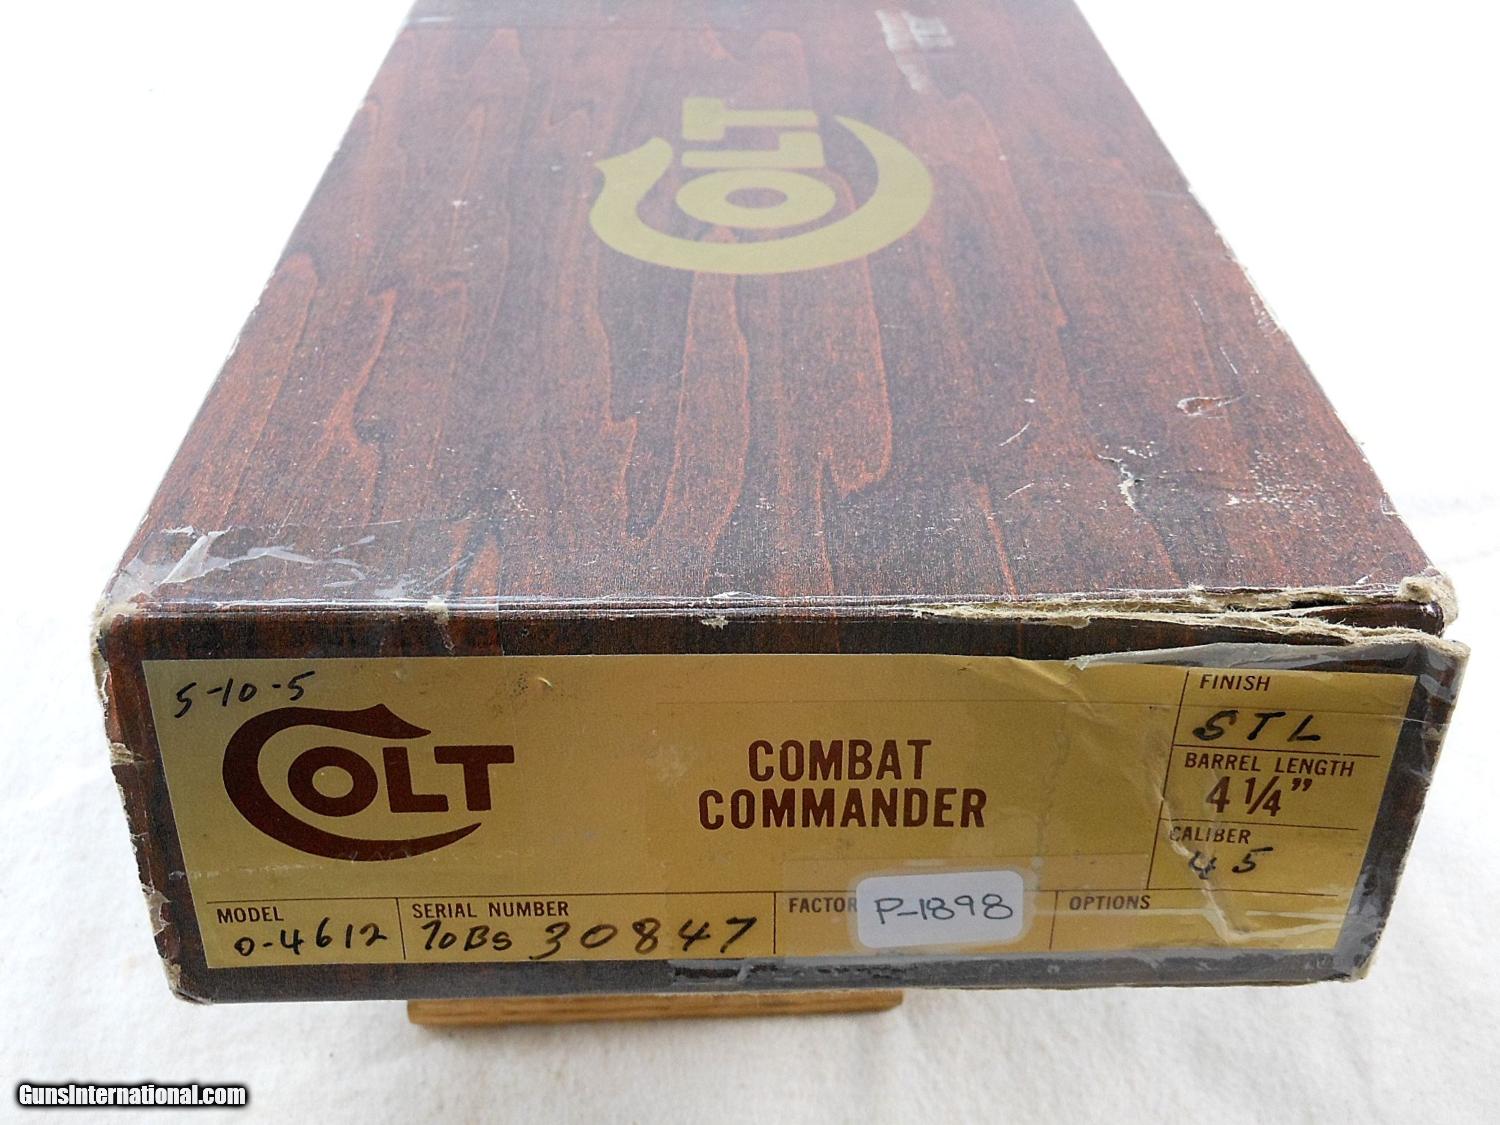 COLT
5-10-5
COLT
COMBAT
COMMANDER
FINISH
STL
BARREL LENGTH
4 1/4”
CALIBER
45
MODEL
0-4612
SERIAL NUMBER
70BS 30847
FACTOR
P-1898
OPTIONS
GunsInternational.com